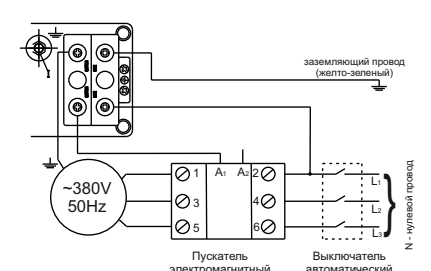 заземляющий провод
(желто-зеленый)
~380V
50Hz
1
A1
A2
2
L1
3
4
L2
5
6
L3
N - нулевой провод
Пускатель
электромагнитный
Выключатель
автоматический